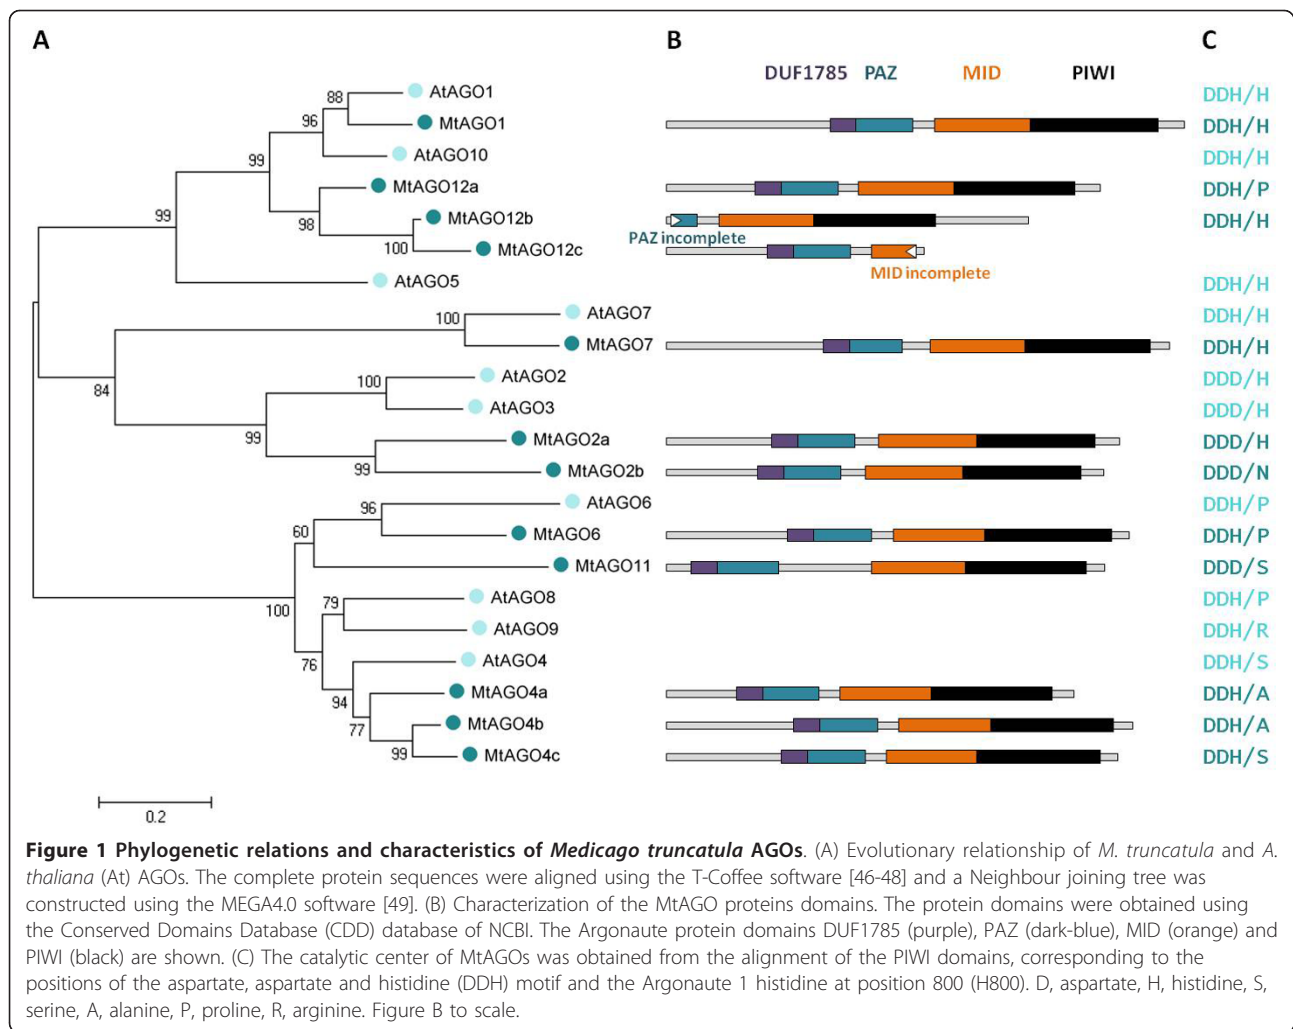 A
B
C
DUF1785 PAZ MID PIWI
88
AtAGO1
DDH/H
96
MtAGO1
DDH/H
99
AtAGO10
DDH/H
MtAGO12a
DDH/P
99
98
MtAGO12b
DDH/H
PAZ incomplete
100
MtAGO12c
MID incomplete
AtAGO5
DDH/H
100
AtAGO7
DDH/H
MtAGO7
DDH/H
84
100
AtAGO2
DDD/H
AtAGO3
DDD/H
99
MtAGO2a
DDD/H
99
MtAGO2b
DDD/N
96
AtAGO6
DDH/P
60
MtAGO6
DDH/P
MtAGO11
DDD/S
100
79
AtAGO8
DDH/P
AtAGO9
DDH/R
76
AtAGO4
DDH/S
94
MtAGO4a
DDH/A
77
MtAGO4b
DDH/A
99
MtAGO4c
DDH/S
0.2
Figure 1 Phylogenetic relations and characteristics of Medicago truncatula AGOs. (A) Evolutionary relationship of M. truncatula and A.
thaliana (At) AGOs. The complete protein sequences were aligned using the T-Coffee software [46-48] and a Neighbour joining tree was
constructed using the MEGA4.0 software [49]. (B) Characterization of the MtAGO proteins domains. The protein domains were obtained using
the Conserved Domains Database (CDD) database of NCBI. The Argonaute protein domains DUF1785 (purple), PAZ (dark-blue), MID (orange) and
PIWI (black) are shown. (C) The catalytic center of MtAGOs was obtained from the alignment of the PIWI domains, corresponding to the
positions of the aspartate, aspartate and histidine (DDH) motif and the Argonaute 1 histidine at position 800 (H800). D, aspartate, H, histidine, S,
serine, A, alanine, P, proline, R, arginine. Figure B to scale.